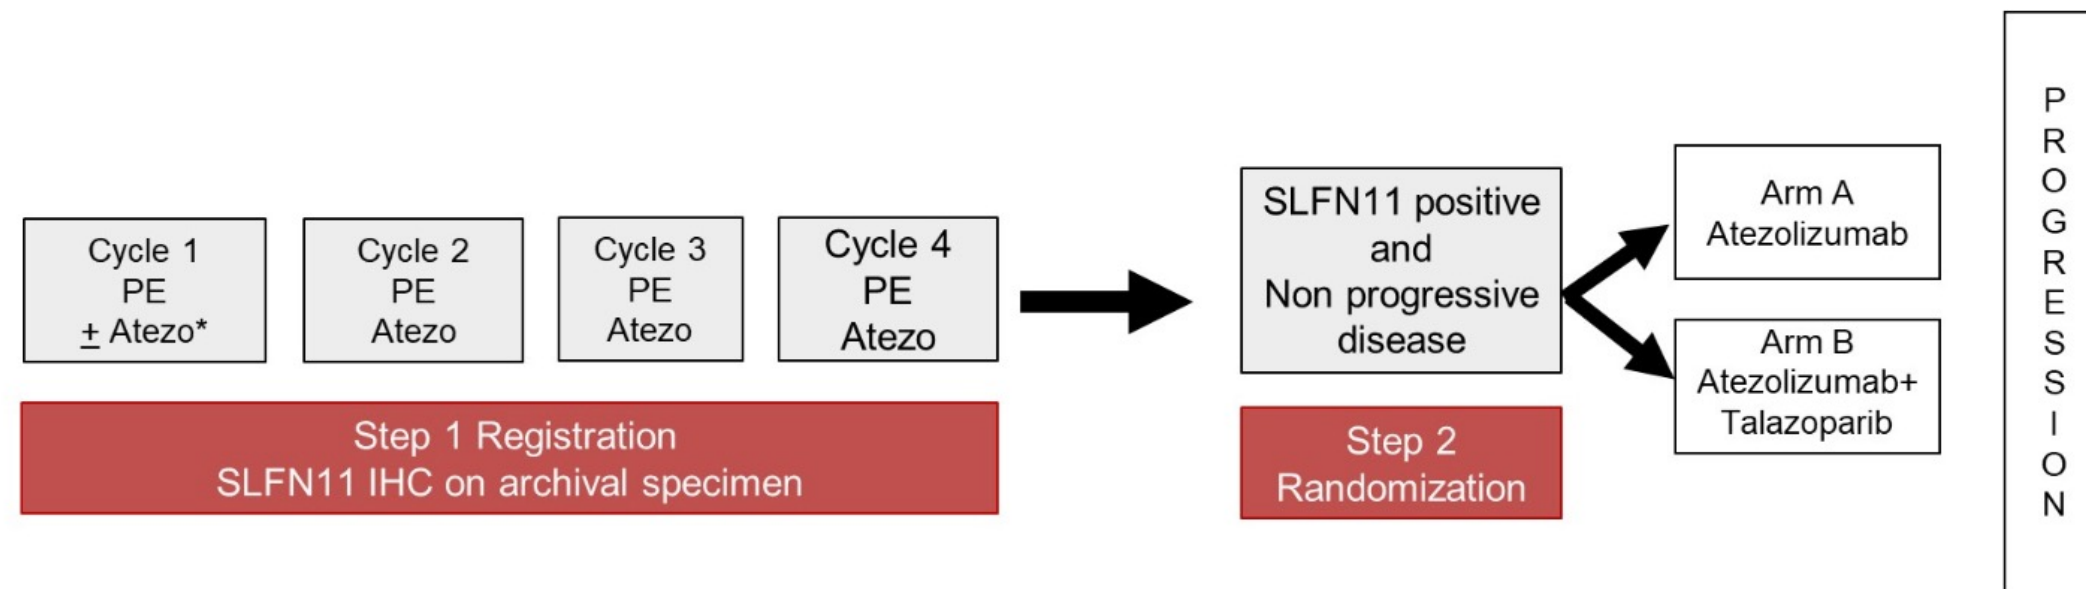 Cycle 1
PE
± Atezo*
Cycle 2
PE
Atezo
Cycle 3
PE
Atezo
Cycle 4
PE
Atezo
Step 1 Registration
SLFN11 IHC on archival specimen
SLFN11 positive
and
Non progressive
disease
Step 2
Randomization
Arm A
Atezolizumab
Arm B
Atezolizumab+
Talazoparib
P
R
O
G
R
E
S
S
I
O
N